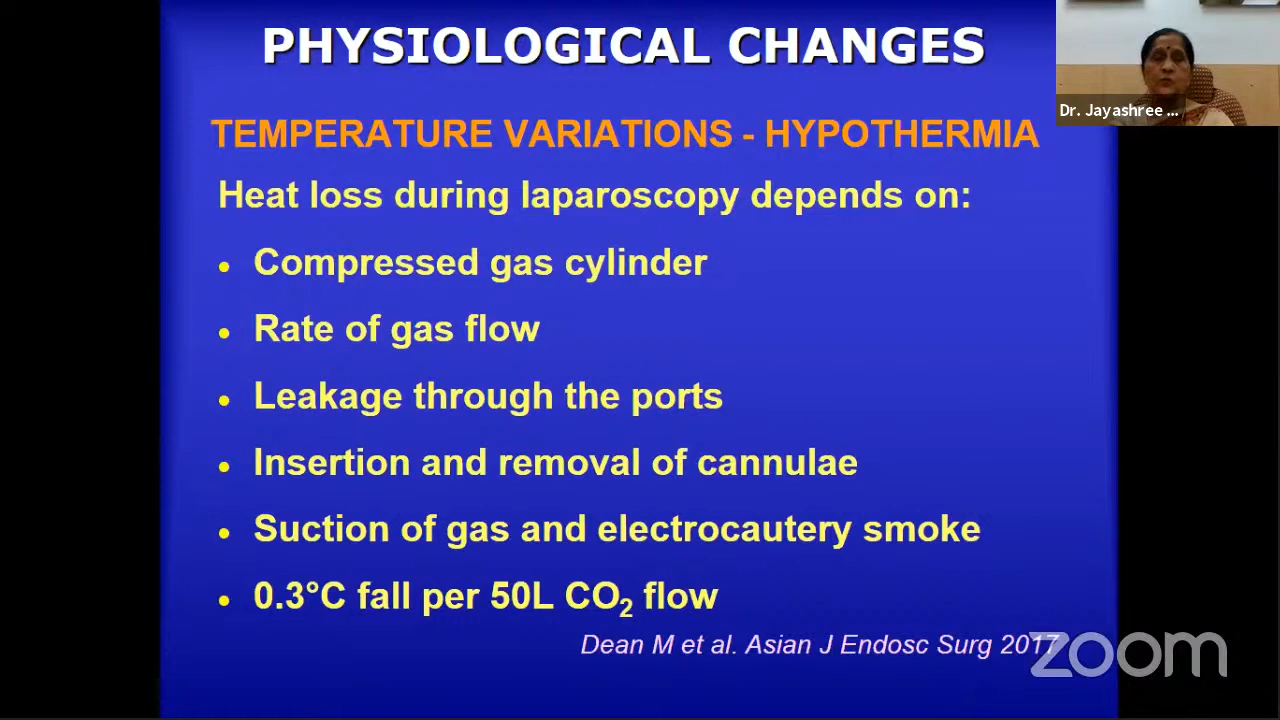 PHYSIOLOGICAL CHANGES
Dr. Jayashree ...
TEMPERATURE VARIATIONS - HYPOTHERMIA
Heat loss during laparoscopy depends on:
• Compressed gas cylinder
• Rate of gas flow
• Leakage through the ports
• Insertion and removal of cannulae
• Suction of gas and electrocautery smoke
• 0.3°C fall per 50L CO₂ flow
Dean M et al. Asian J Endosc Surg 2017
zoom